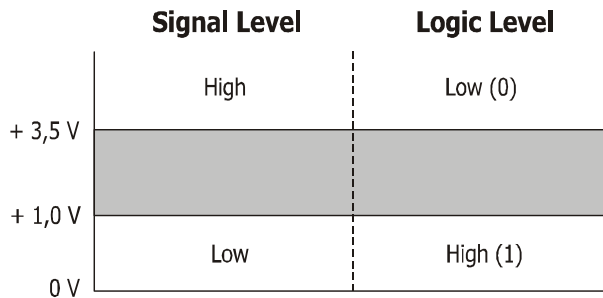 Signal Level Logic Level
High Low (0)
+ 3,5 V
+ 1,0 V
Low High (1)
0 V